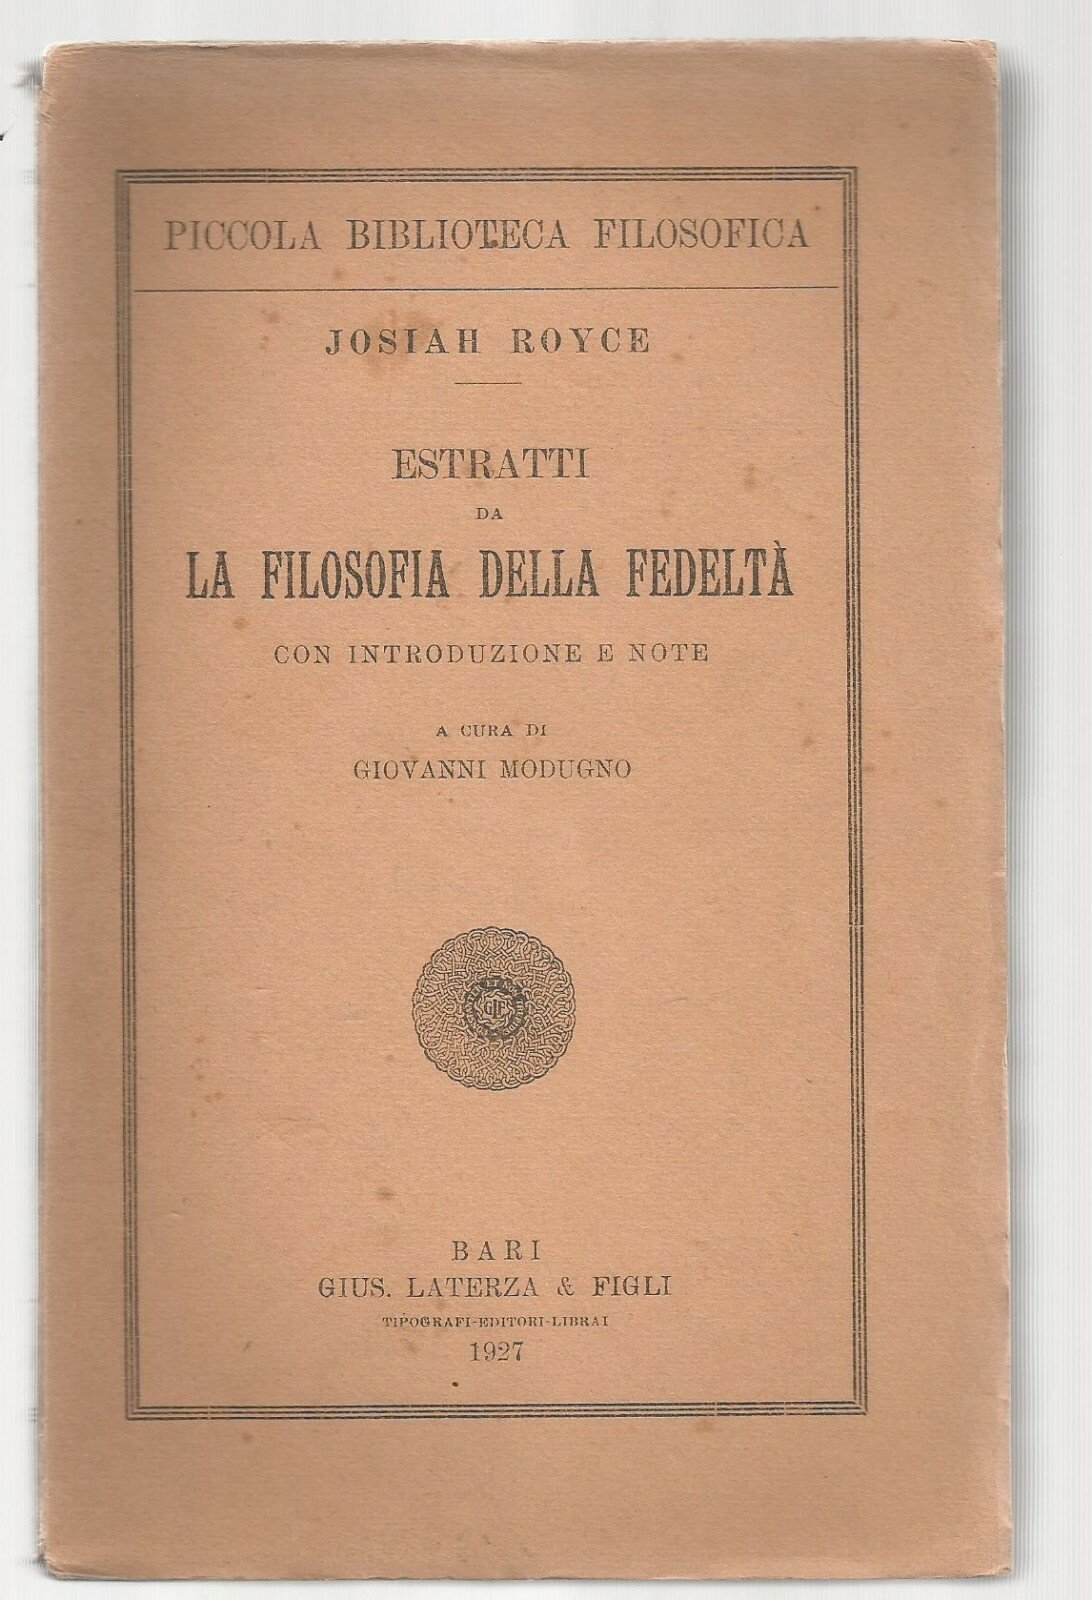 PICCOLA BIBLIOTECA FILOSOFICA
JOSIAH ROYCE
ESTRATTI
DA
LA FILOSOFIA DELLA FEDELTÀ
CON INTRODUZIONE E NOTE
A CURA DI
GIOVANNI MODUGNO
BARI
GIUS. LATERZA & FIGLI
TIPOGRAFI-EDITORI-LIBRAI
1927